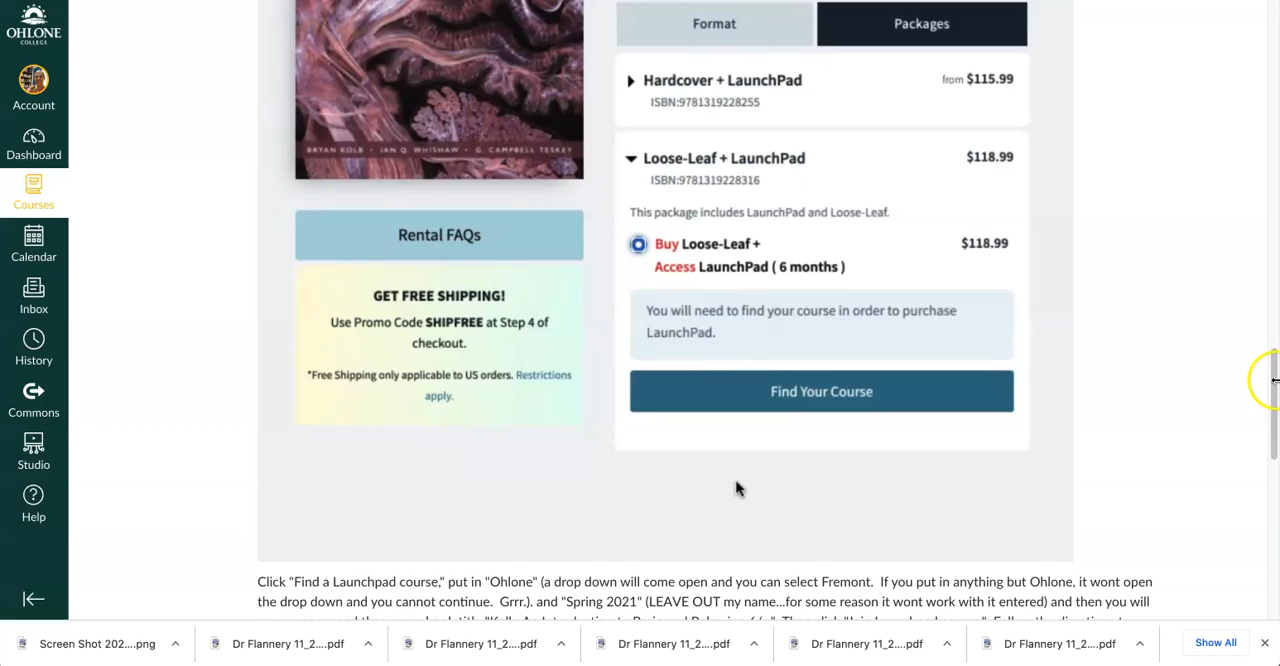 OHLONE
COLLEGE
Account
Dashboard
Courses
Calendar
Inbox
History
Commons
Studio
Help
BRYAN KOLB • IAN Q. WHISHAW • G. CAMPBELL TESKEY
Rental FAQs
GET FREE SHIPPING!
Use Promo Code SHIPFREE at Step 4 of
checkout.
*Free Shipping only applicable to US orders. Restrictions
apply.
Format
Packages
Hardcover + LaunchPad
from $115.99
ISBN:9781319228255
Loose-Leaf + LaunchPad
$118.99
ISBN:9781319228316
This package includes LaunchPad and Loose-Leaf.
Buy Loose-Leaf +
$118.99
Access LaunchPad ( 6 months )
You will need to find your course in order to purchase
LaunchPad.
Find Your Course
Click "Find a Launchpad course," put in "Ohlone" (a drop down will come open and you can select Fremont.  If you put in anything but Ohlone, it wont open
the drop down and you cannot continue.  Grrr.). and "Spring 2021" (LEAVE OUT my name...for some reason it wont work with it entered) and then you will
Screen Shot 202....png
Dr Flannery 11_2....pdf
Dr Flannery 11_2....pdf
Dr Flannery 11_2....pdf
Dr Flannery 11_2....pdf
Dr Flannery 11_2....pdf
Show All